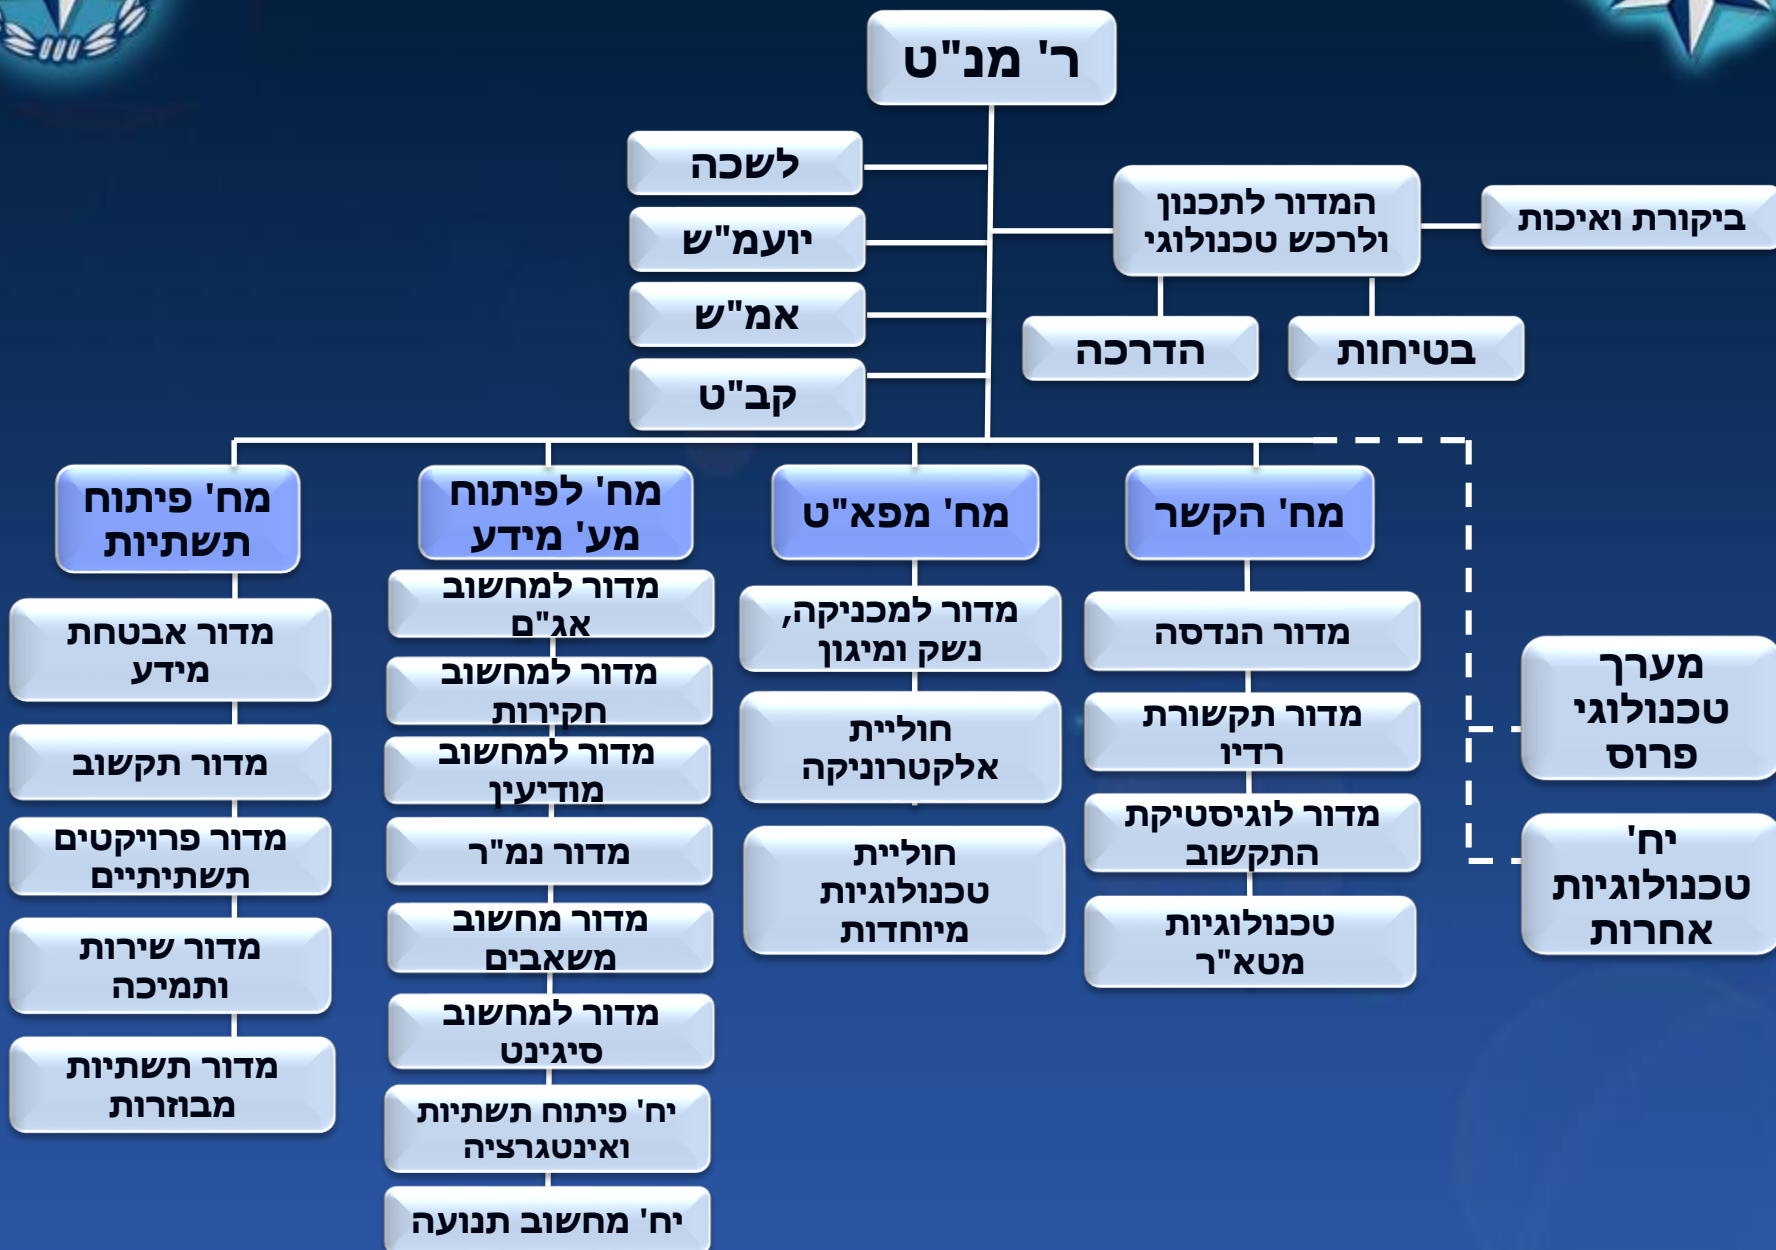 ר' מנ"ט
לשכה
יועמ"ש
אמ"ש
קב"ט
המדור לתכנון
ולרכש טכנולוגי
ביקורת ואיכות
בטיחות
הדרכה
מח' הקשר
מדור הנדסה
מדור תקשורת
רדיו
מדור לוגיסטיקת
התקשוב
טכנולוגיות
מטא"ר
מח' מפא"ט
מדור למכניקה,
נשק ומיגון
חוליית
אלקטרוניקה
חוליית
טכנולוגיות
מיוחדות
מח' לפיתוח
מע' מידע
מדור למחשוב
אג"ם
מדור למחשוב
חקירות
מדור למחשוב
מודיעין
מדור נמ"ר
מדור מחשוב
משאבים
מדור למחשוב
סיגינט
יח' פיתוח תשתיות
ואינטגרציה
יח' מחשוב תנועה
מח' פיתוח
תשתיות
מדור אבטחת
מידע
מדור תקשוב
מדור פרויקטים
תשתיתיים
מדור שירות
ותמיכה
מדור תשתיות
מבוזרות
מערך
טכנולוגי
פרוס
יח'
טכנולוגיות
אחרות